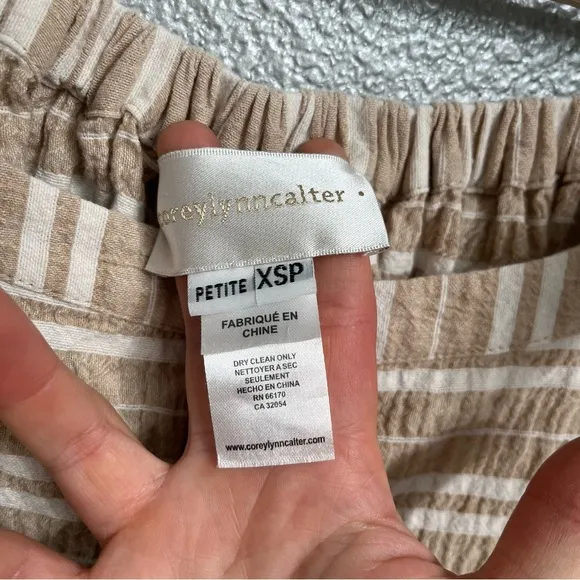 coreylynncalter •
PETITE XSP
FABRIQUÉ EN
CHINE
DRY CLEAN ONLY
NETTOYER A SEC
SEULEMENT
HECHO EN CHINA
RN 66170
CA 32054
www.coreylynncalter.com